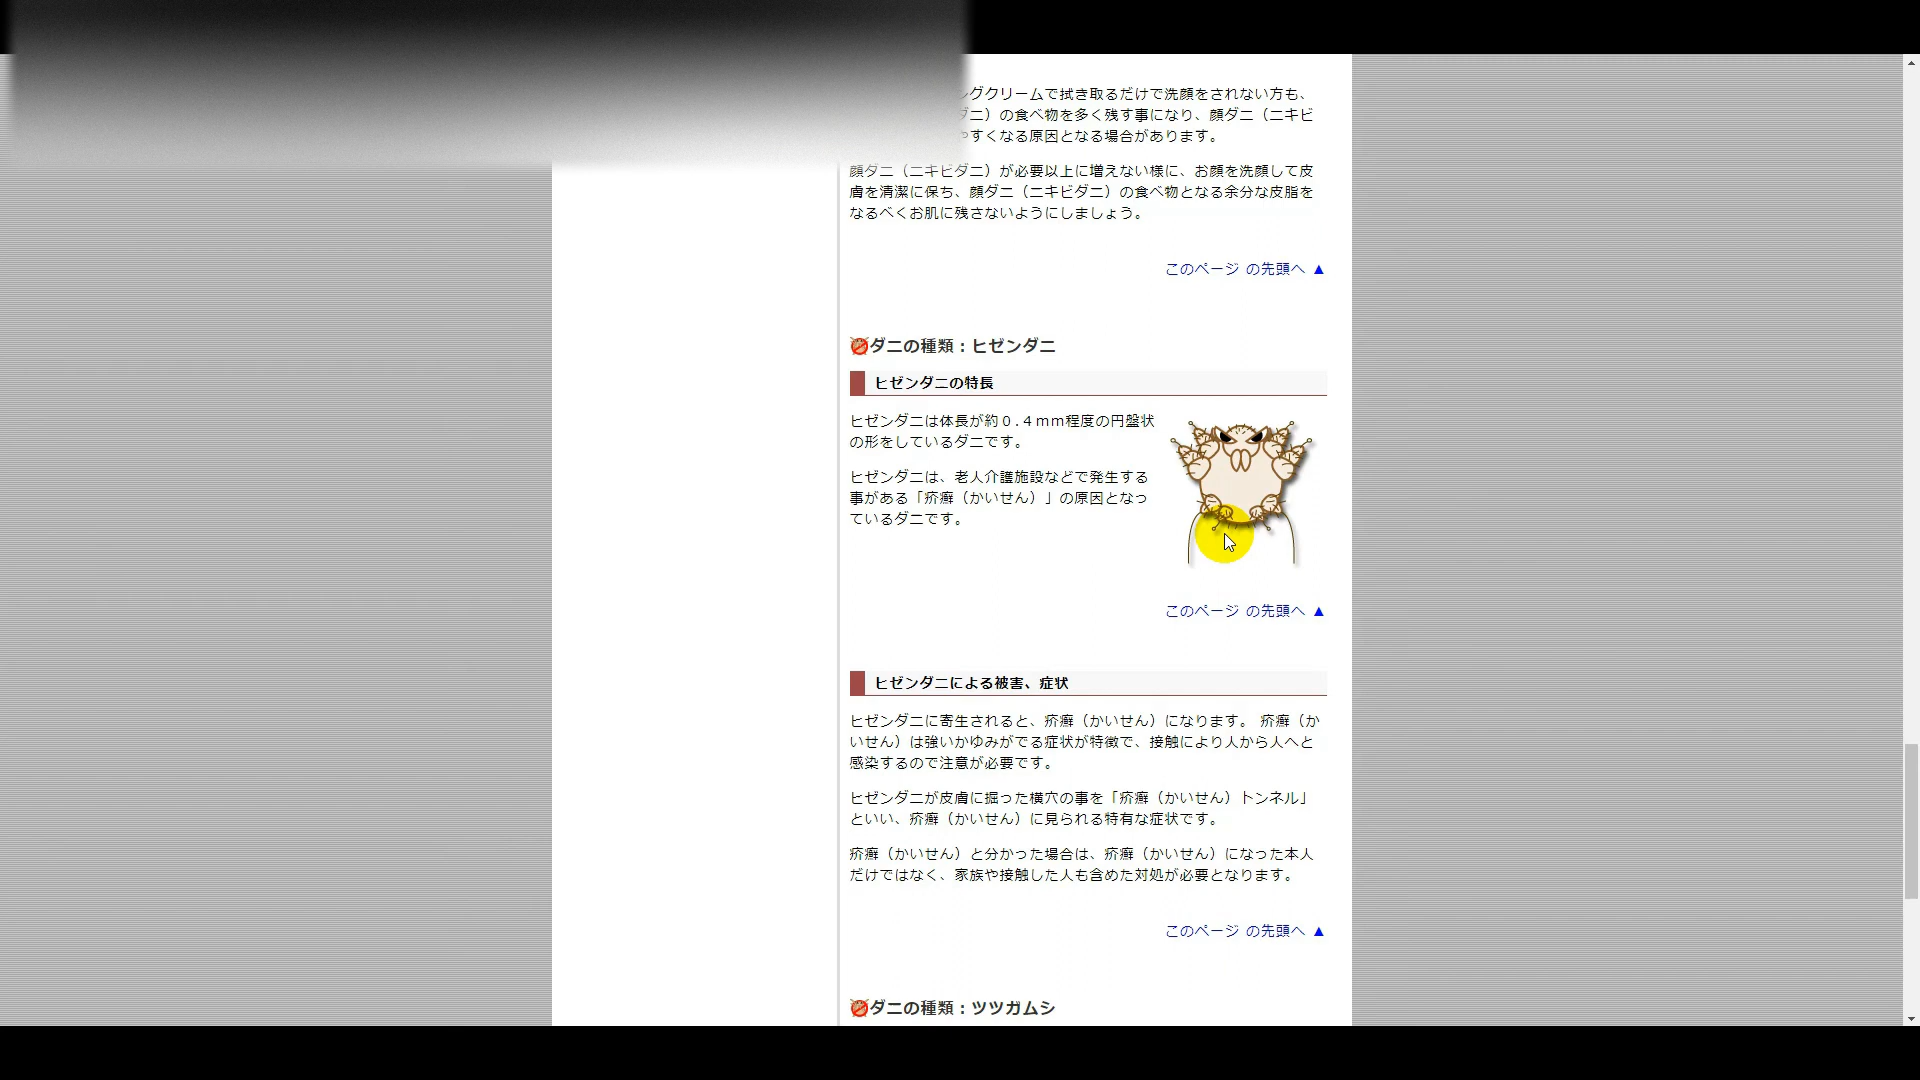 グクリームで拭き取るだけで洗顔をされない方も、
ダニ）の食べ物を多く残す事になり、顔ダニ（ニキビ
やすくなる原因となる場合があります。
顔ダニ（ニキビダニ）が必要以上に増えない様に、お顔を洗顔して皮
膚を清潔に保ち、顔ダニ（ニキビダニ）の食べ物となる余分な皮脂を
なるべくお肌に残さないようにしましょう。
このページ の先頭へ ▲
ダニの種類：ヒゼンダニ
ヒゼンダニの特長
ヒゼンダニは体長が約０.４mm程度の円盤状
の形をしているダニです。
ヒゼンダニは、老人介護施設などで発生する
事がある「疥癬（かいせん）」の原因となっ
ているダニです。
このページ の先頭へ ▲
ヒゼンダニによる被害、症状
ヒゼンダニに寄生されると、疥癬（かいせん）になります。 疥癬（か
いせん）は強いかゆみがでる症状が特徴で、接触により人から人へと
感染するので注意が必要です。
ヒゼンダニが皮膚に掘った横穴の事を「疥癬（かいせん）トンネル」
といい、疥癬（かいせん）に見られる特有な症状です。
疥癬（かいせん）と分かった場合は、疥癬（かいせん）になった本人
だけではなく、家族や接触した人も含めた対処が必要となります。
このページ の先頭へ ▲
ダニの種類：ツツガムシ